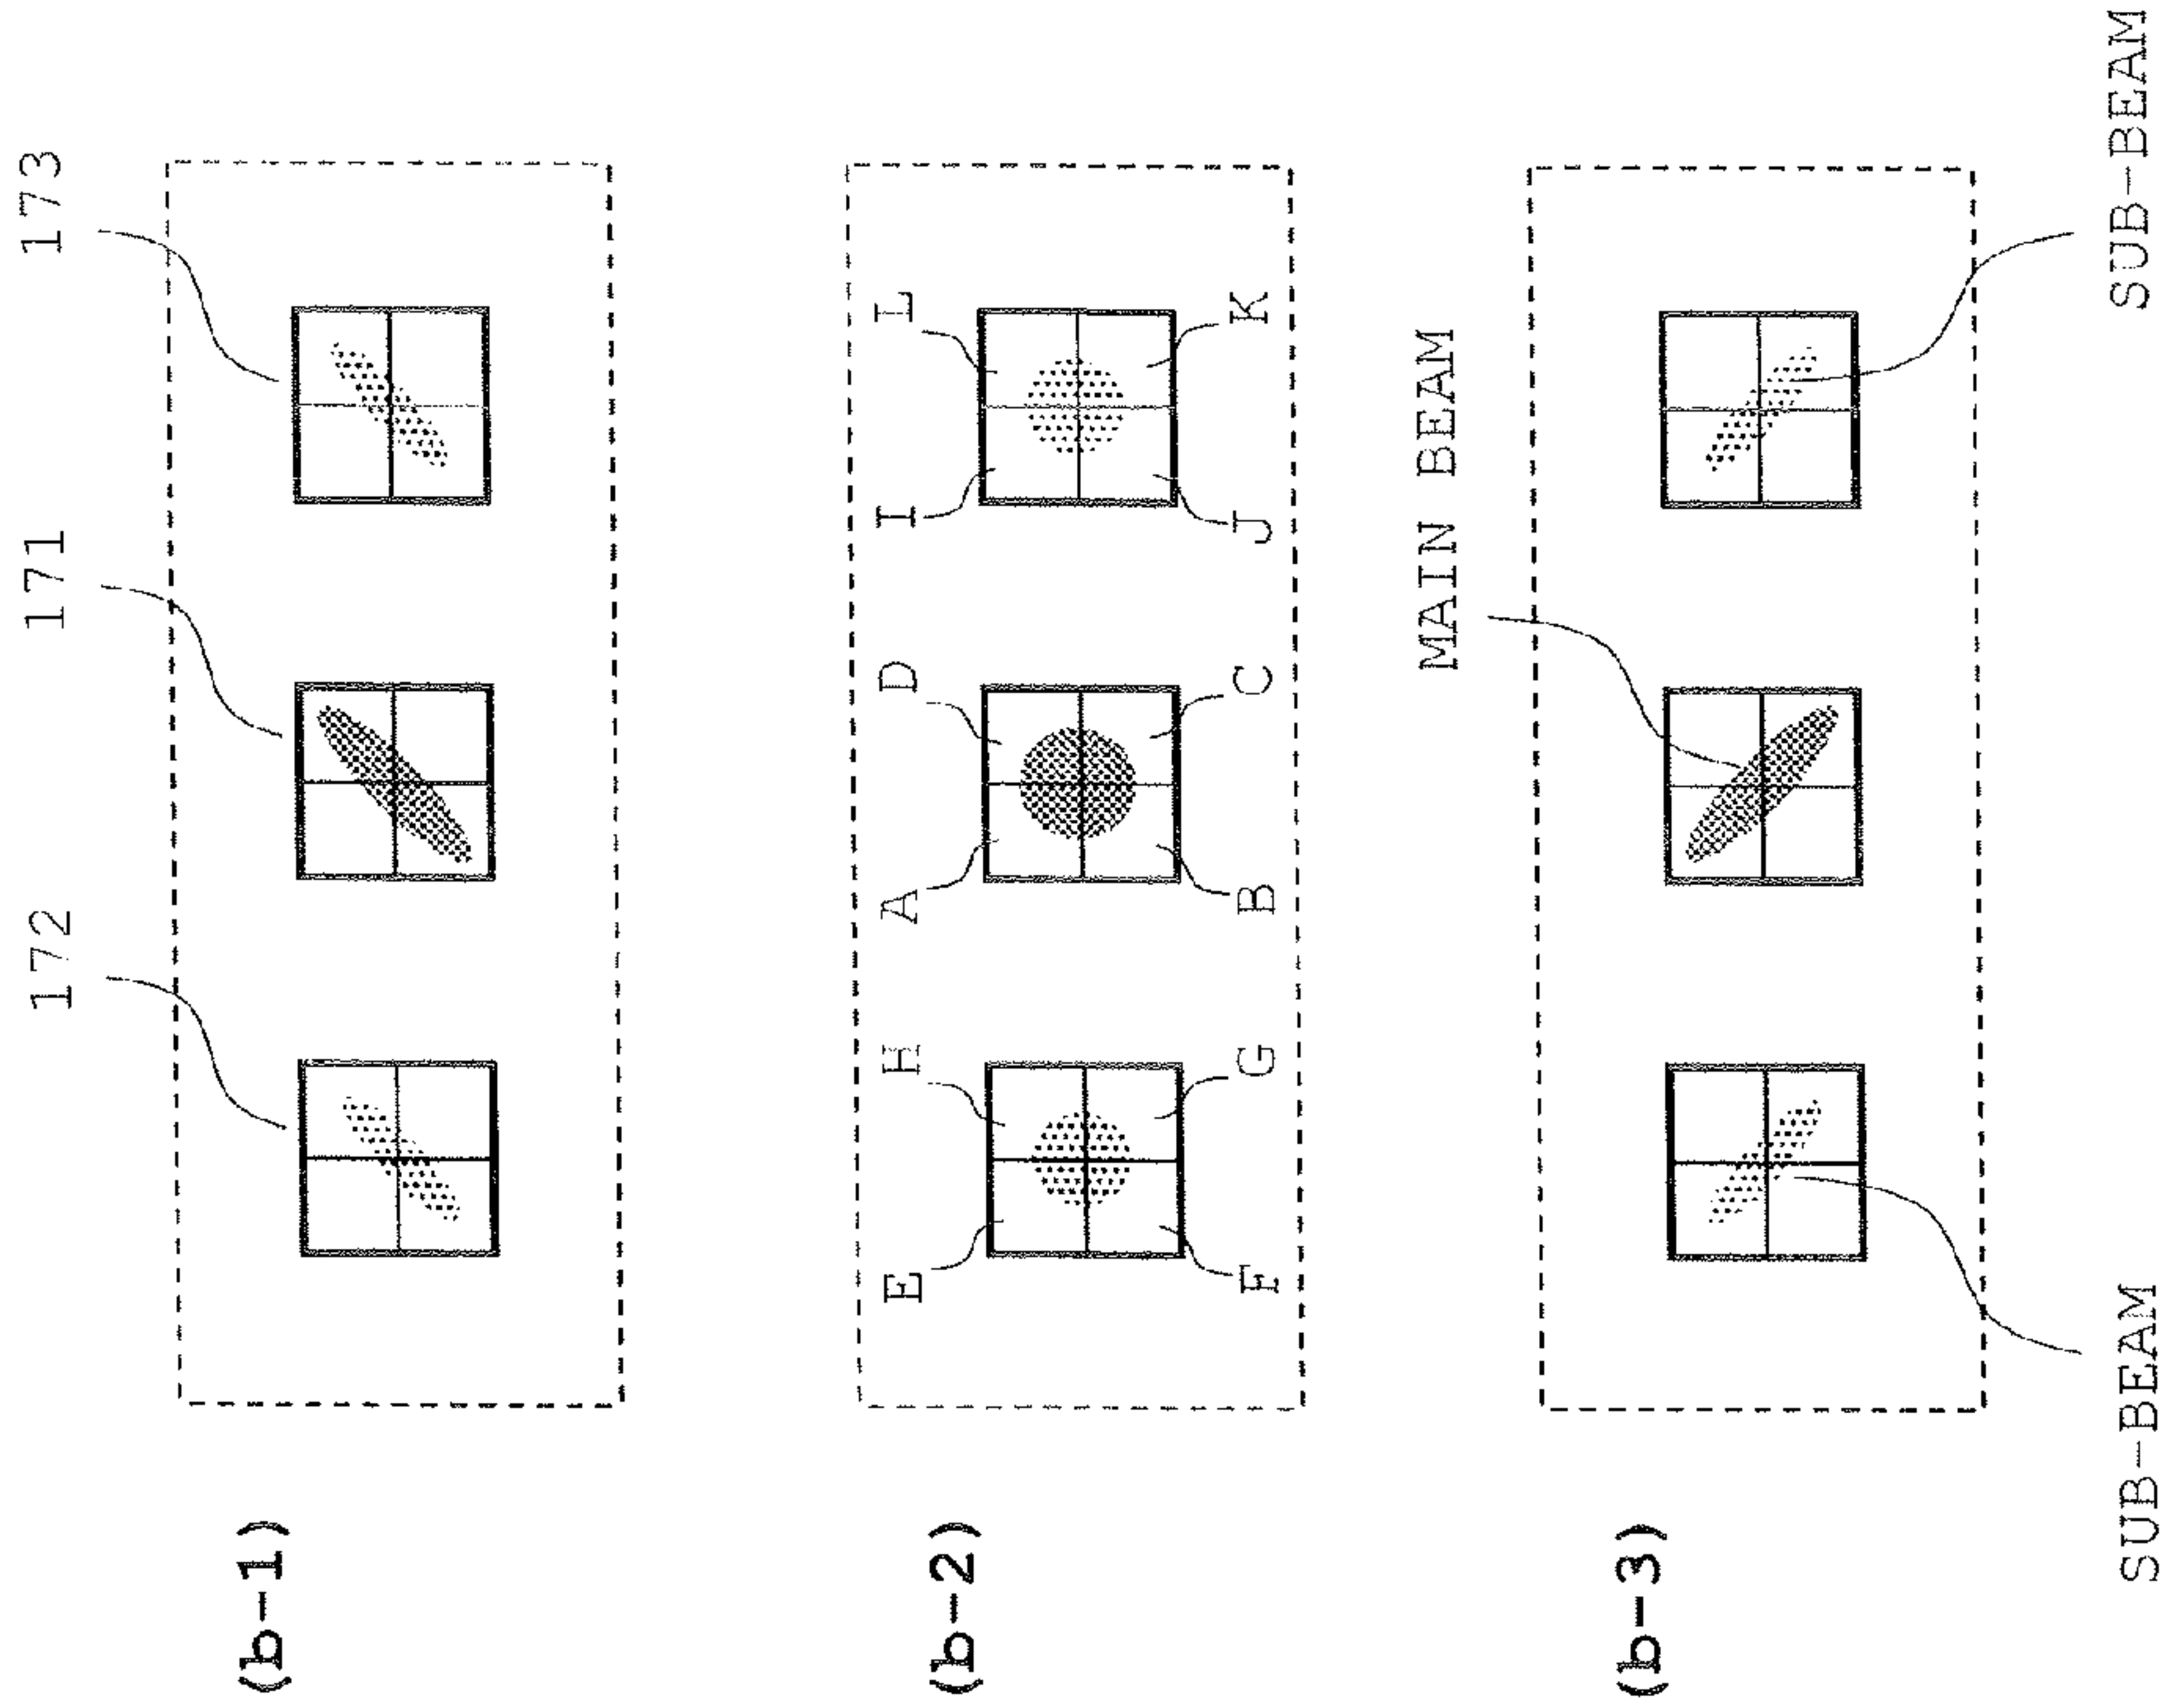 172 171 173
(b-1)
E H A D I L
(b-2)
F G B C J K
MAIN BEAM
(b-3)
SUB-BEAM SUB-BEAM